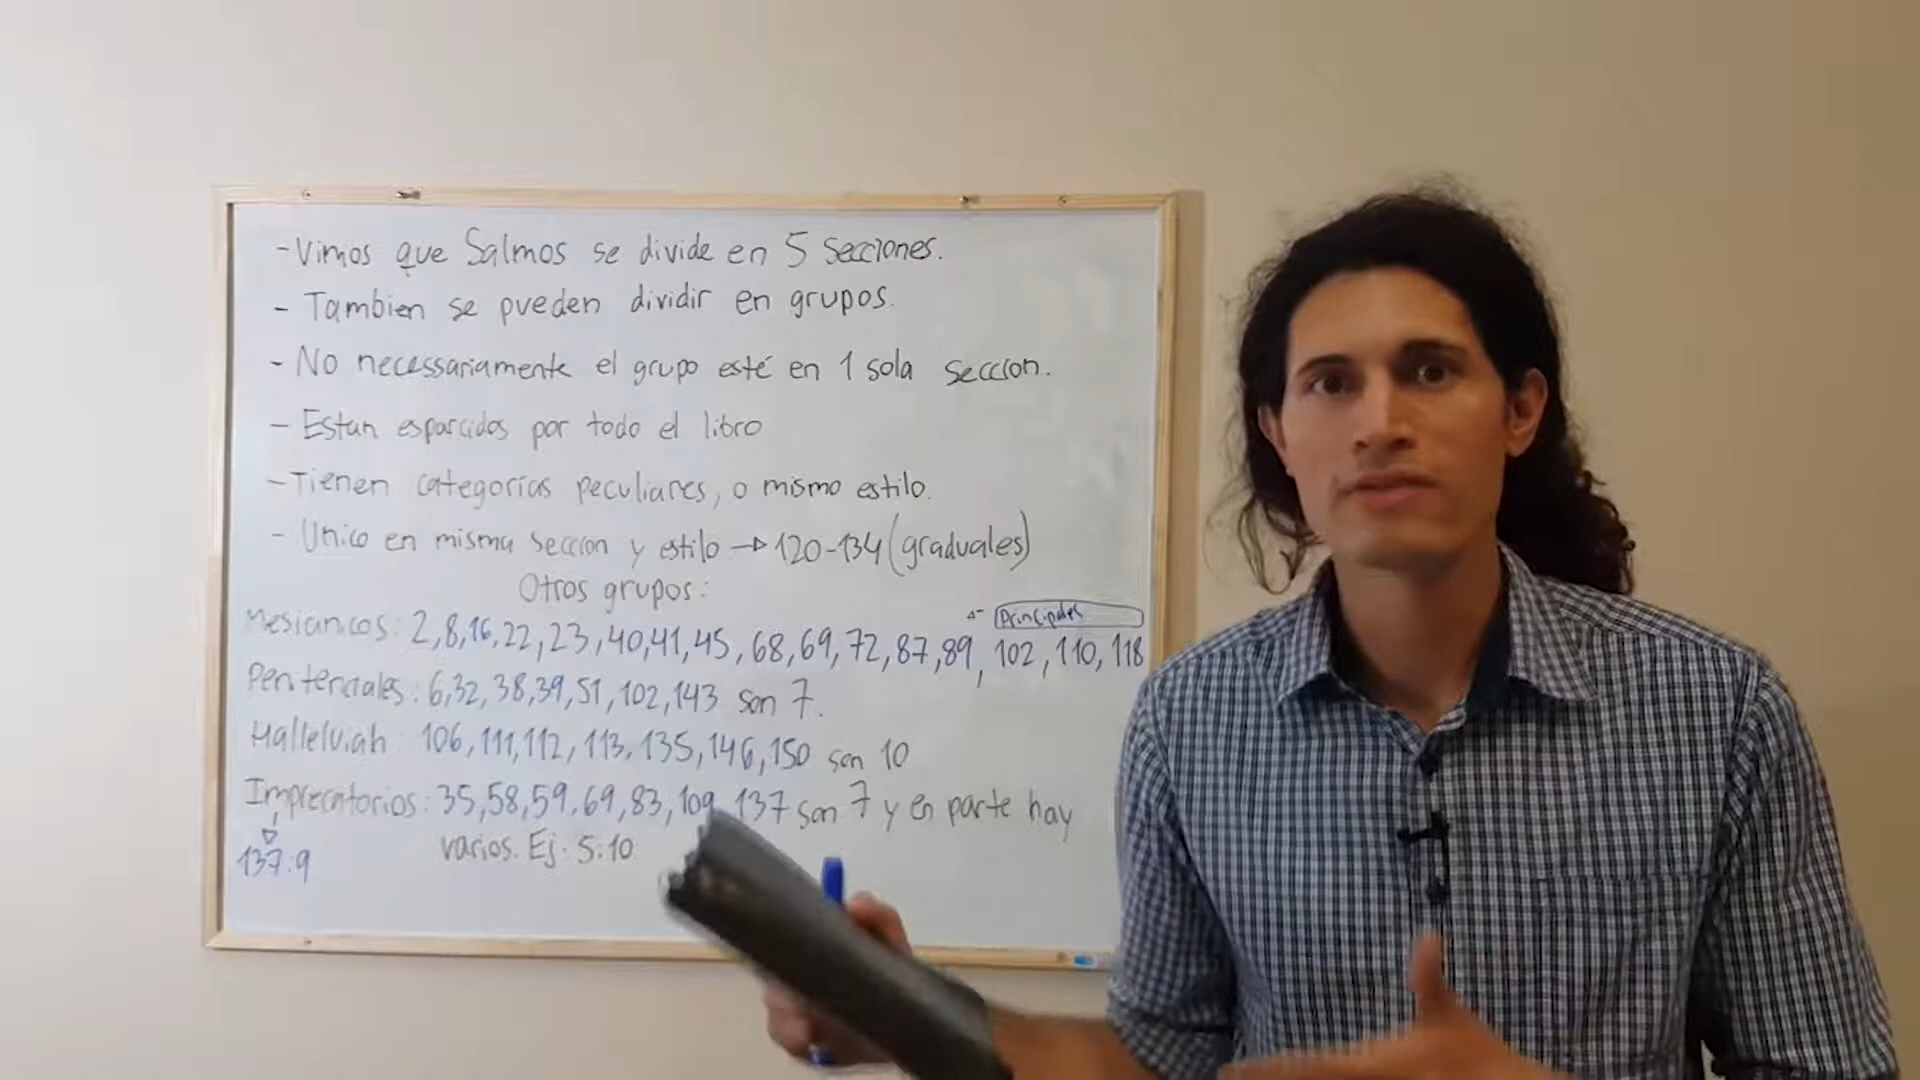 - Vimos que Salmos se divide en 5 secciones.
- Tambien se pueden dividir en grupos.
- No necessariamente el grupo esté en 1 sola seccion.
- Estan esparcidos por todo el libro
- Tienen categorías peculiares, o mismo estilo.
- Unico en misma seccion y estilo → 120-134 (graduales)
Otros grupos:
Principales
Mesianicos: 2,8,16,22,23,40,41,45,68,69,72,87,89,102,110,118
Penitenciales: 6,32,38,39,51,102,143 son 7.
Halleluiah: 106,111,112,113,135,146,150 son 10
Imprecatorios: 35,58,59,69,83,109,137 son 7 y en parte hay
137:9 varios. Ej. 5:10